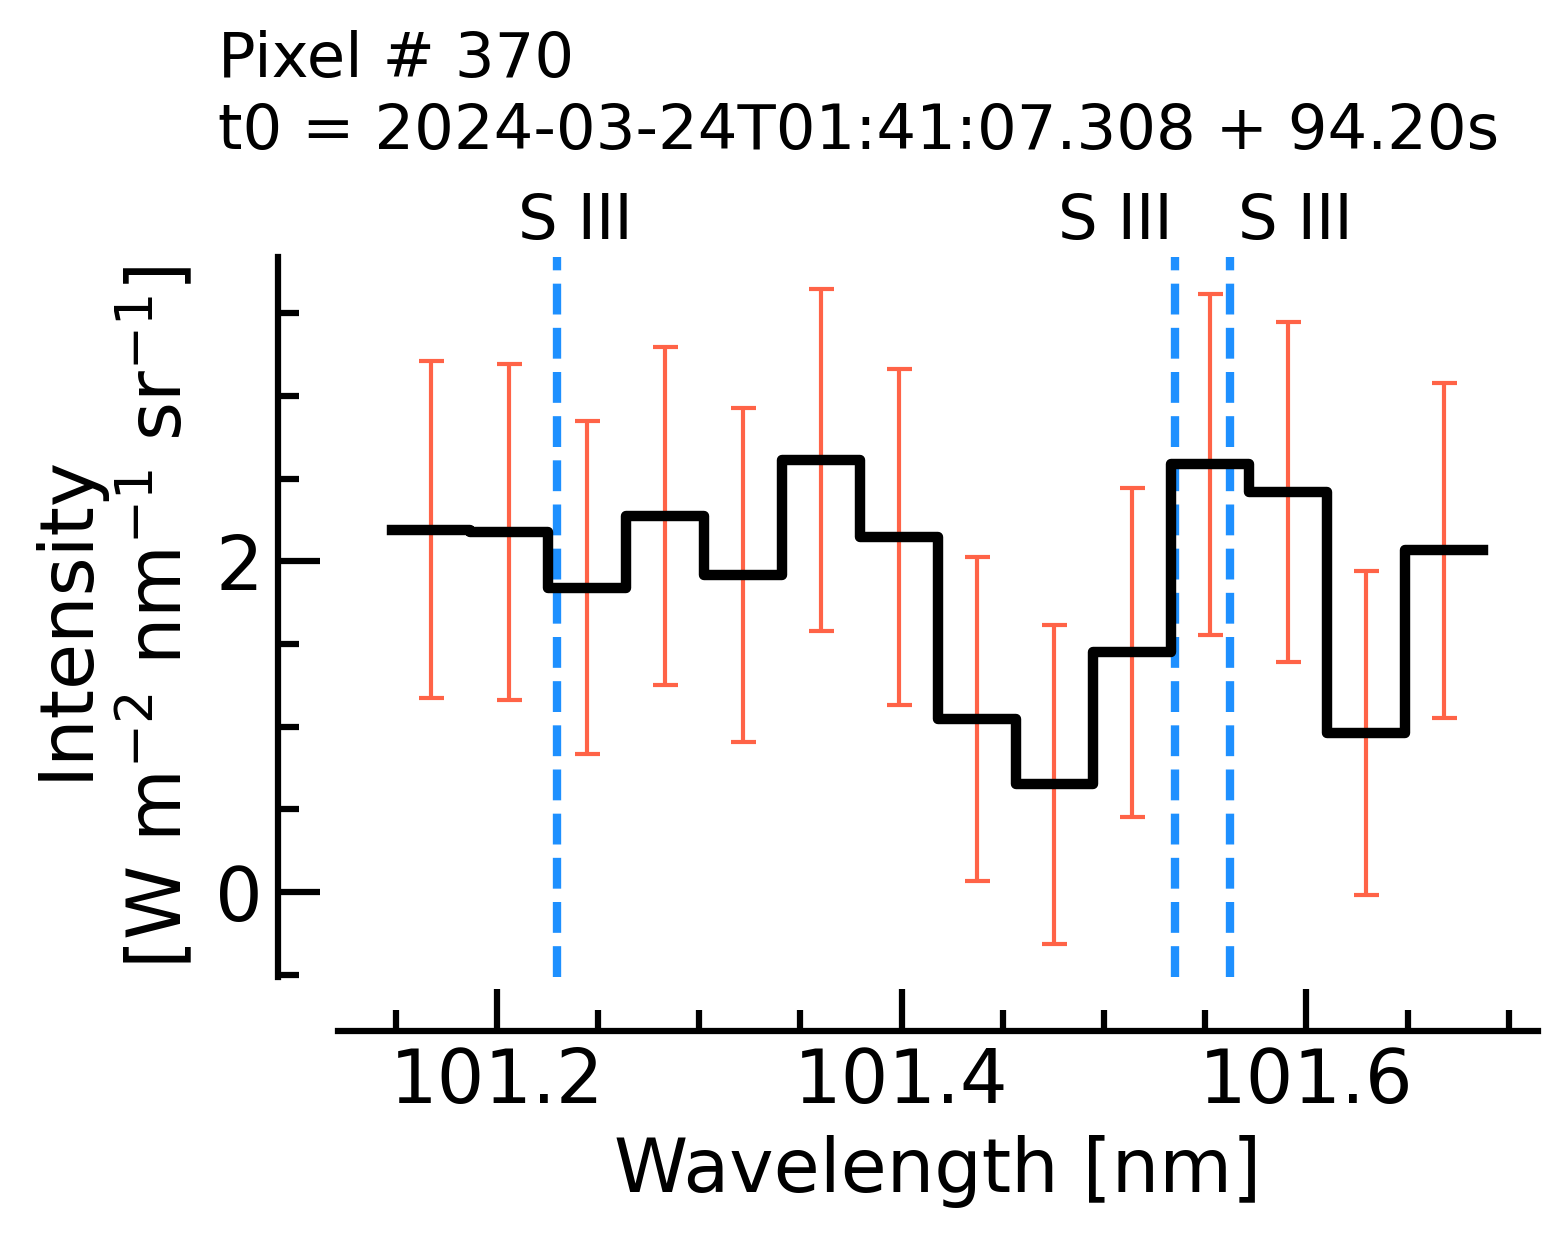 Pixel # 370
t0 = 2024-03-24T01:41:07.308 + 94.20s
S III S III S III
Intensity
[W m⁻² nm⁻¹ sr⁻¹]
2
0
101.2 101.4 101.6
Wavelength [nm]